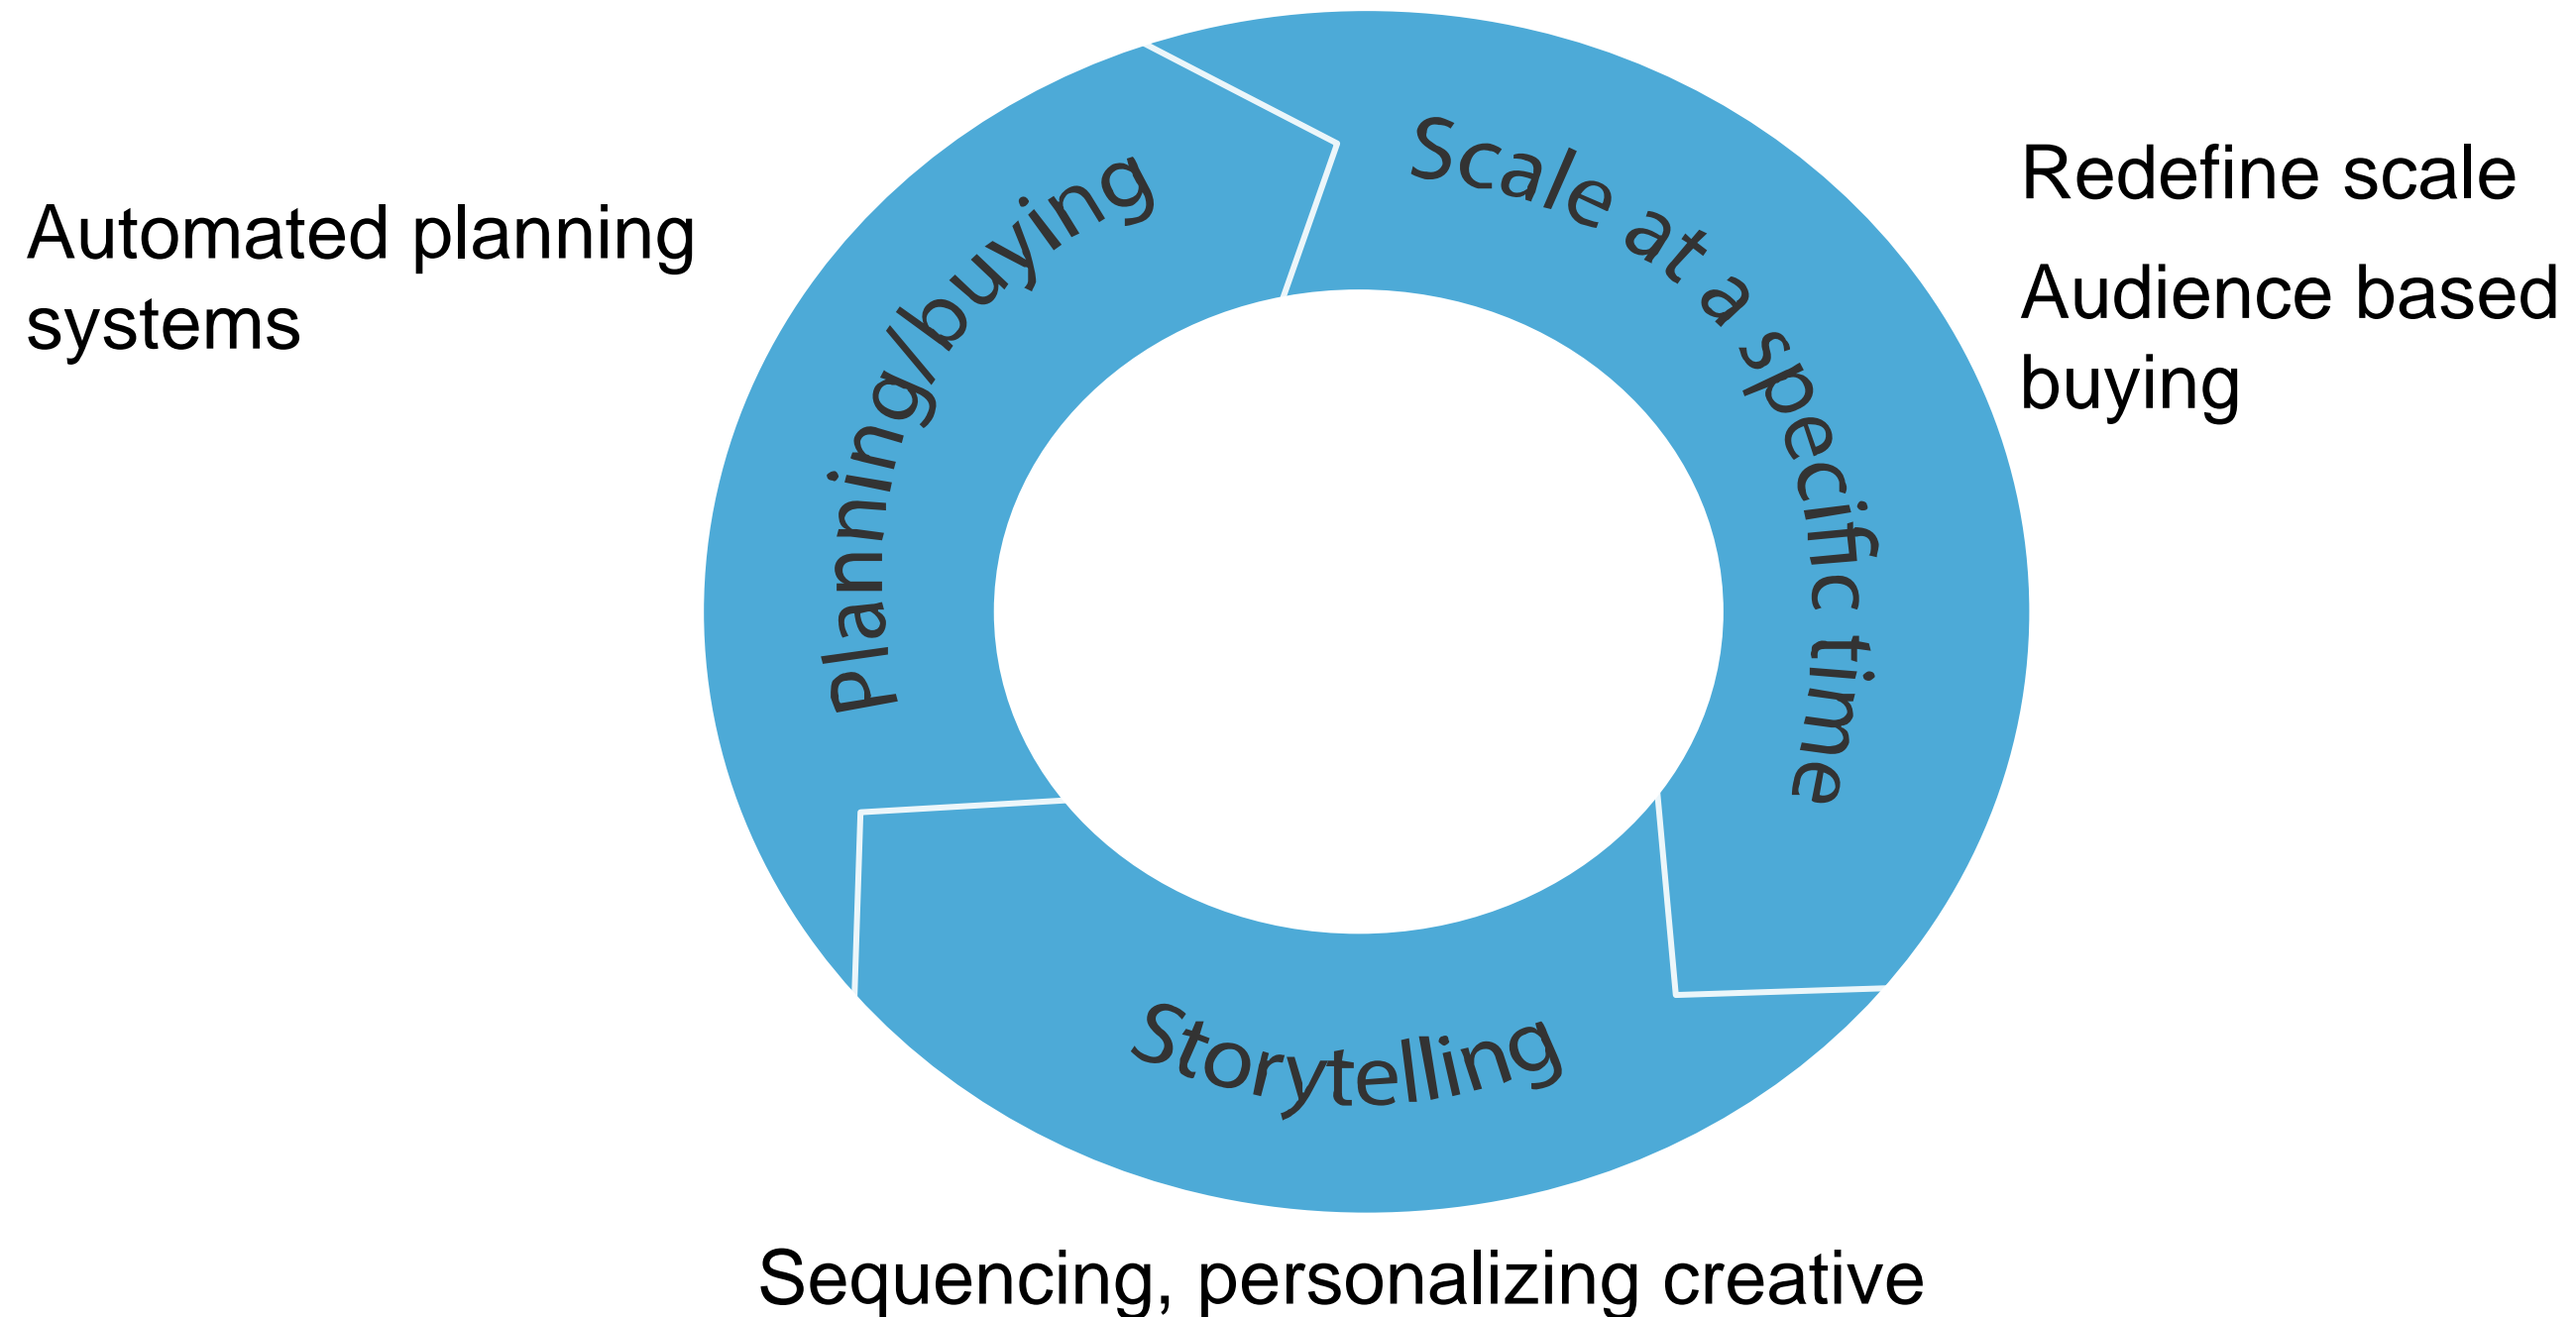 Automated planning
systems
Planning/buying
Scale at a specific time
Redefine scale
Audience based
buying
Storytelling
Sequencing, personalizing creative